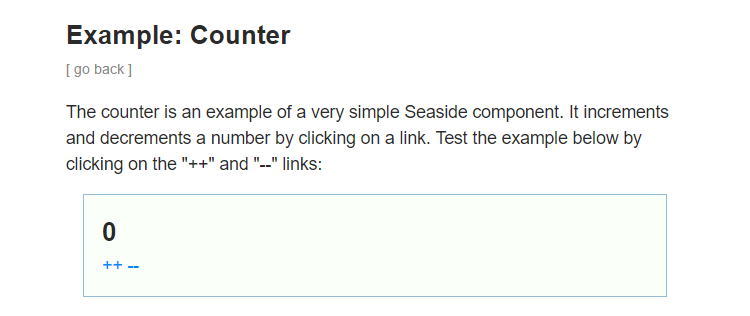 Example: Counter
[ go back ]
The counter is an example of a very simple Seaside component. It increments
and decrements a number by clicking on a link. Test the example below by
clicking on the "++" and "--" links:
0
++ --